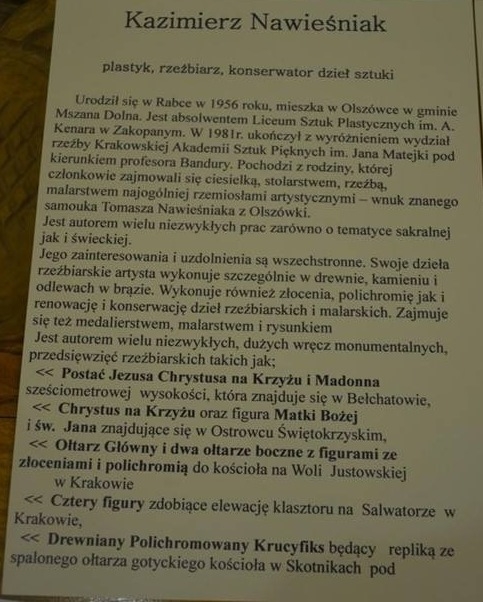 Kazimierz Nawieśniak
plastyk, rzeźbiarz, konserwator dzieł sztuki
Urodził się w Rabce w 1956 roku, mieszka w Olszówce w gminie
Mszana Dolna. Jest absolwentem Liceum Sztuk Plastycznych im. A.
Kenara w Zakopanym. W 1981r. ukończył z wyróżnieniem wydział
rzeźby Krakowskiej Akademii Sztuk Pięknych im. Jana Matejki pod
kierunkiem profesora Bandury. Pochodzi z rodziny, której
członkowie zajmowali się ciesielką, stolarstwem, rzeźbą,
malarstwem najogólniej rzemiosłami artystycznymi – wnuk znanego
samouka Tomasza Nawieśniaka z Olszówki.
Jest autorem wielu niezwykłych prac zarówno o tematyce sakralnej
jak i świeckiej.
Jego zainteresowania i uzdolnienia są wszechstronne. Swoje dzieła
rzeźbiarskie artysta wykonuje szczególnie w drewnie, kamieniu i
odlewach w brązie. Wykonuje również złocenia, polichromię jak i
renowację i konserwację dzieł rzeźbiarskich i malarskich. Zajmuje
się też medalierstwem, malarstwem i rysunkiem
Jest autorem wielu niezwykłych, dużych wręcz monumentalnych,
przedsięwzięć rzeźbiarskich takich jak;
<< Postać Jezusa Chrystusa na Krzyżu i Madonna
sześciometrowej wysokości, która znajduje się w Bełchatowie,
<< Chrystus na Krzyżu oraz figura Matki Bożej
i św. Jana znajdujące się w Ostrowcu Świętokrzyskim,
<< Ołtarz Główny i dwa ołtarze boczne z figurami ze
złoceniami i polichromią do kościoła na Woli Justowskiej
w Krakowie
<< Cztery figury zdobiące elewację klasztoru na Salwatorze w
Krakowie,
<< Drewniany Polichromowany Krucyfiks będący repliką ze
spalonego ołtarza gotyckiego kościoła w Skotnikach pod